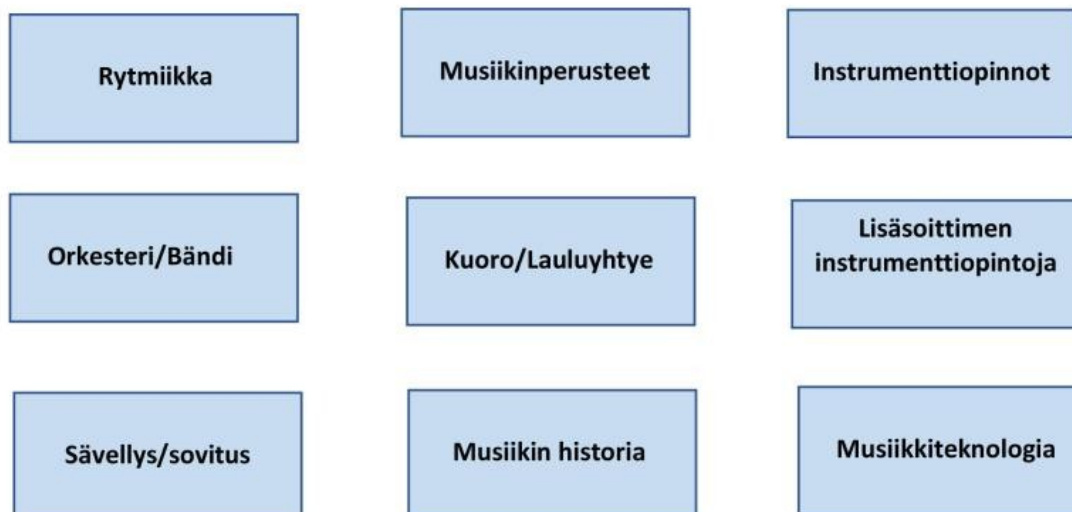 Rytmiikka
Musiikinperusteet
Instrumenttiopinnot
Orkesteri/Bändi
Kuoro/Lauluyhtye
Lisäsoittimen
instrumenttiopintoja
Sävellys/sovitus
Musiikin historia
Musiikkiteknologia